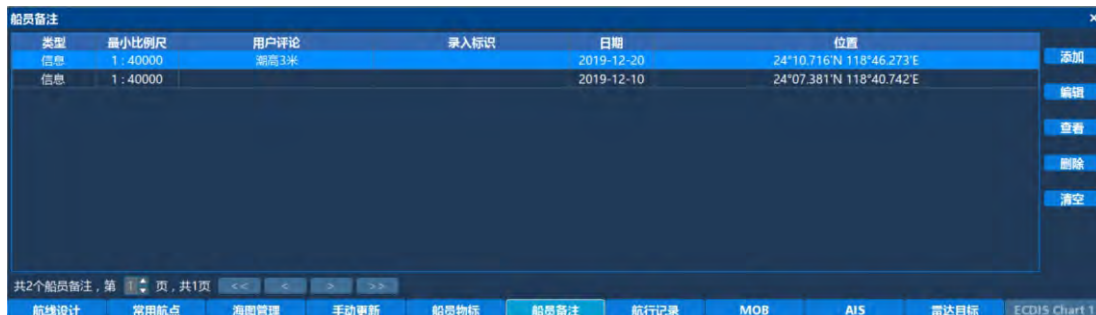 船员备注 ×
类型 最小比例尺 用户评论 录入标识 日期 位置
信息 1 : 40000 潮高3米 2019-12-20 24°10.716'N 118°46.273'E
信息 1 : 40000 2019-12-10 24°07.381'N 118°40.742'E
添加
编辑
查看
删除
清空
共2个船员备注 , 第 1 页 , 共1页 << < > >>
航线设计 常用航点 海图管理 手动更新 船员物标 船员备注 航行记录 MOB AIS 雷达目标 ECDIS Chart 1